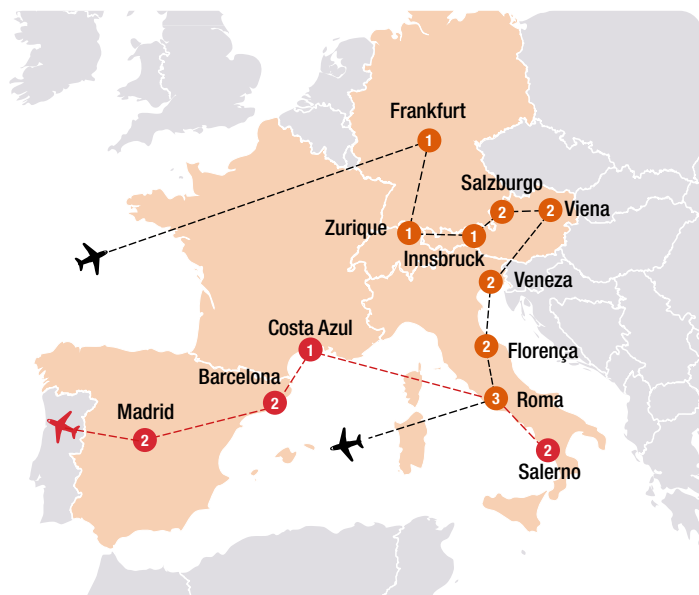 Frankfurt
1
Salzburgo
2
2
Viena
Zurique
1
1
Innsbruck
2
Veneza
Costa Azul
1
2
Florença
Barcelona
2
3
Roma
Madrid
2
2
Salerno